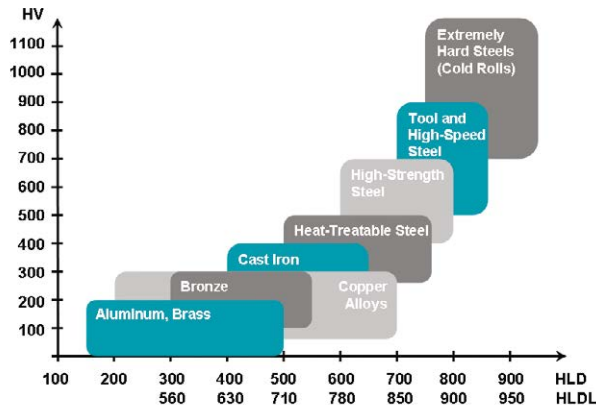 HV
1100
1000
900
800
700
600
500
400
300
200
100
Extremely
Hard Steels
(Cold Rolls)
Tool and
High-Speed
Steel
High-Strength
Steel
Heat-Treatable Steel
Cast Iron
Bronze
Copper
Alloys
Aluminum, Brass
100 200 300 400 500 600 700 800 900 HLD
560 630 710 780 850 900 950 HLDL